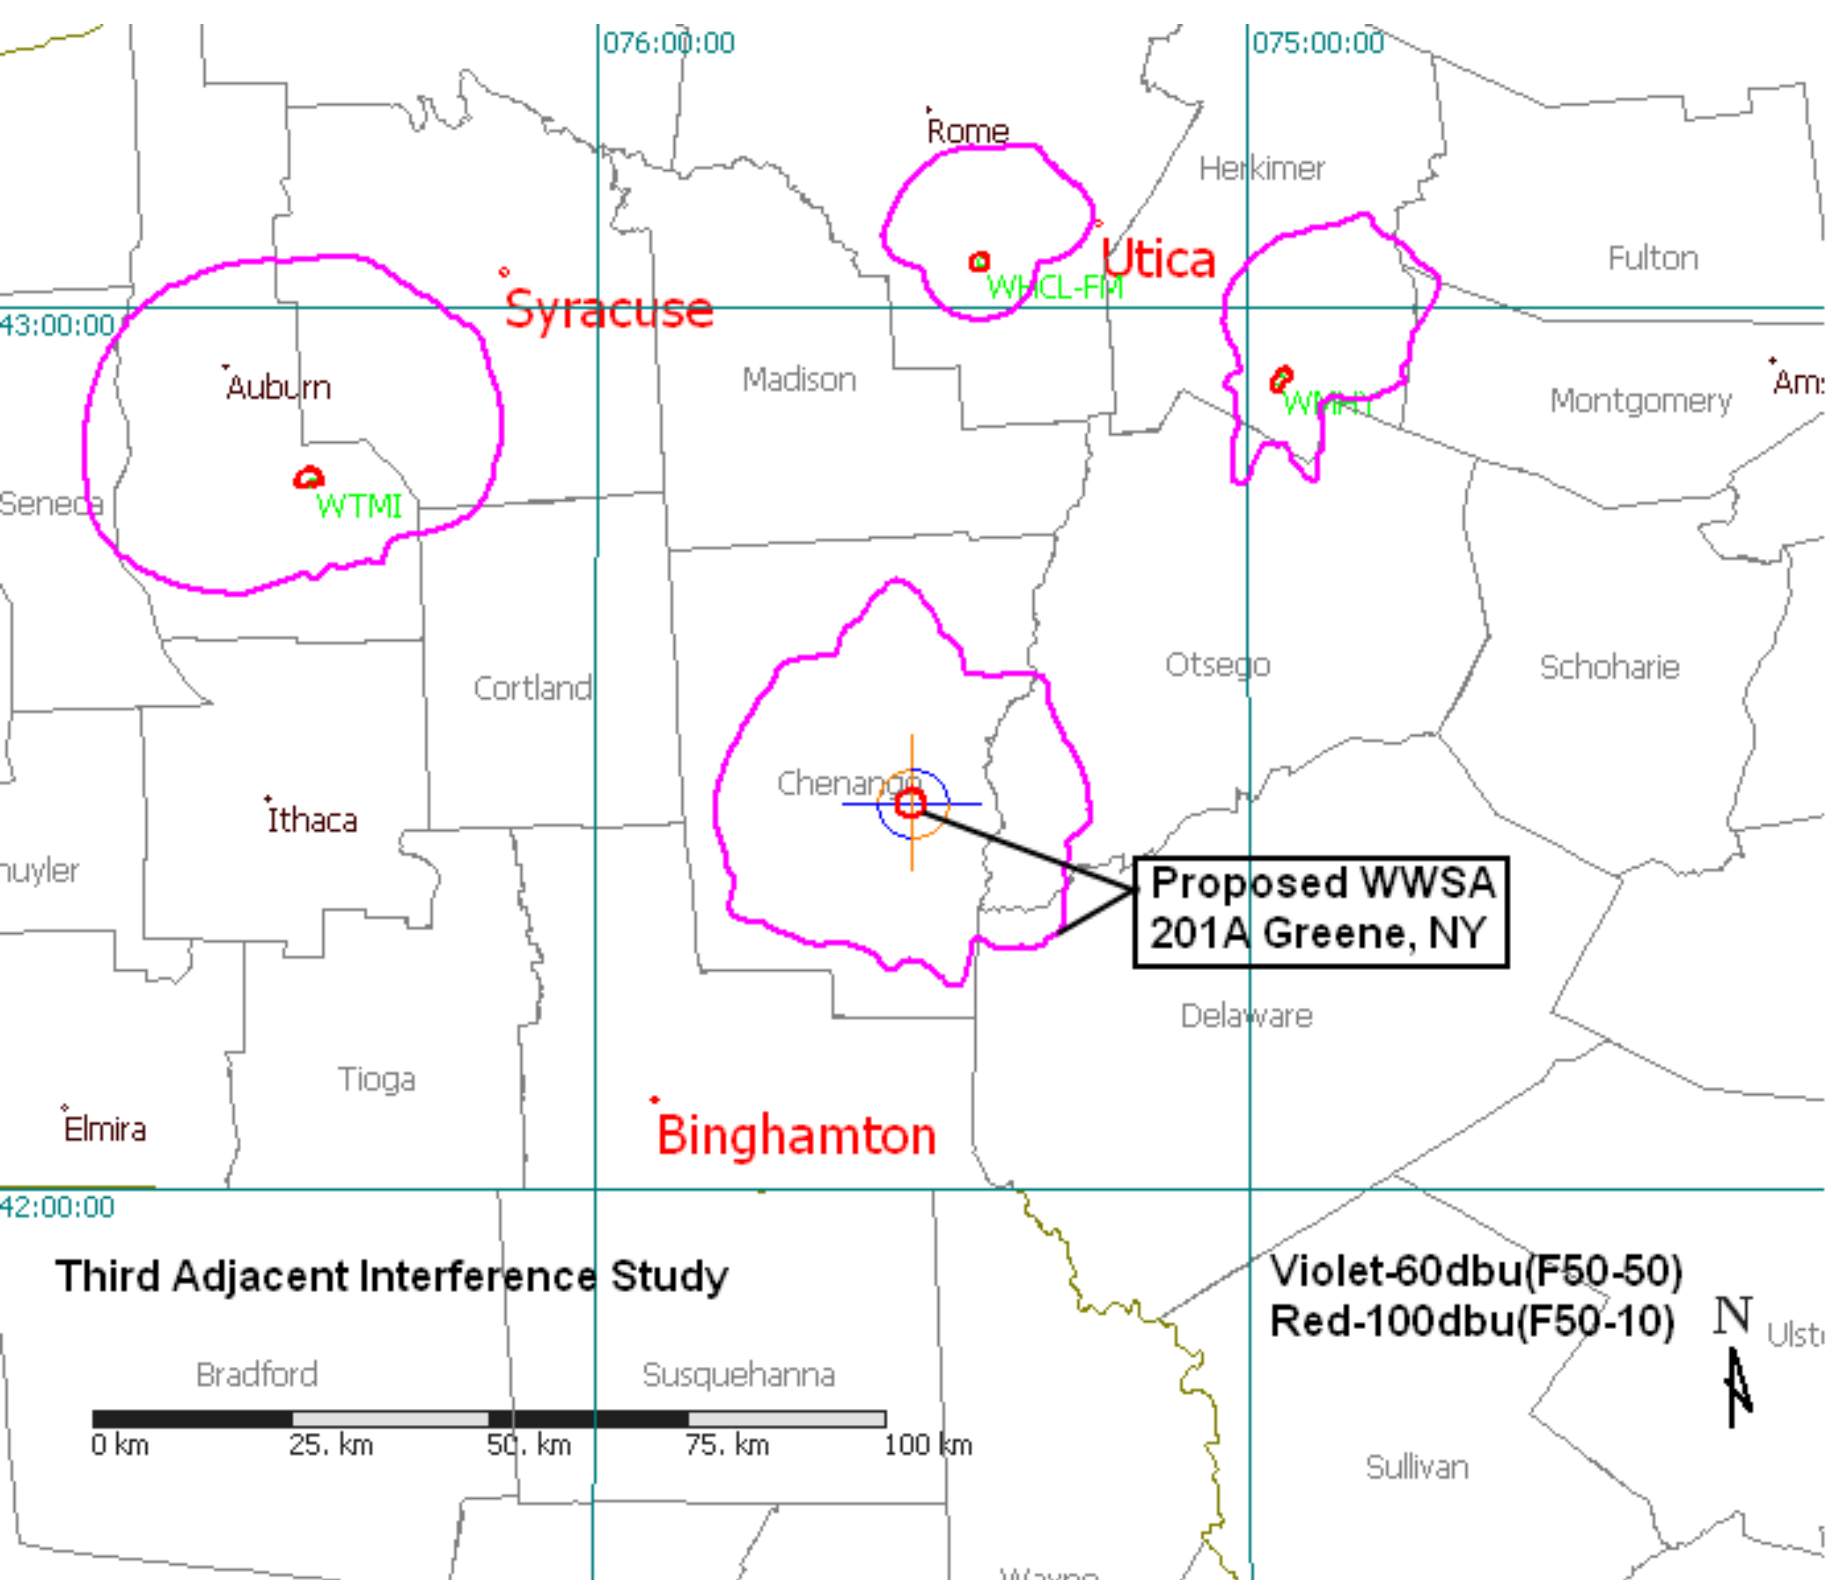 076:00:00
075:00:00
Rome
Herkimer
Utica
Fulton
WHCL-FM
Syracuse
43:00:00
Madison
Auburn
Montgomery
Seneca
WTMI
Otsego
Schoharie
Cortland
Chenango
Ithaca
Proposed WWSA
201A Greene, NY
Delaware
Tioga
Elmira
Binghamton
42:00:00
Third Adjacent Interference Study
Violet-60dbu(F50-50)
Red-100dbu(F50-10)
N
Bradford
Susquehanna
0 km 25. km 50. km 75. km 100 km
Sullivan